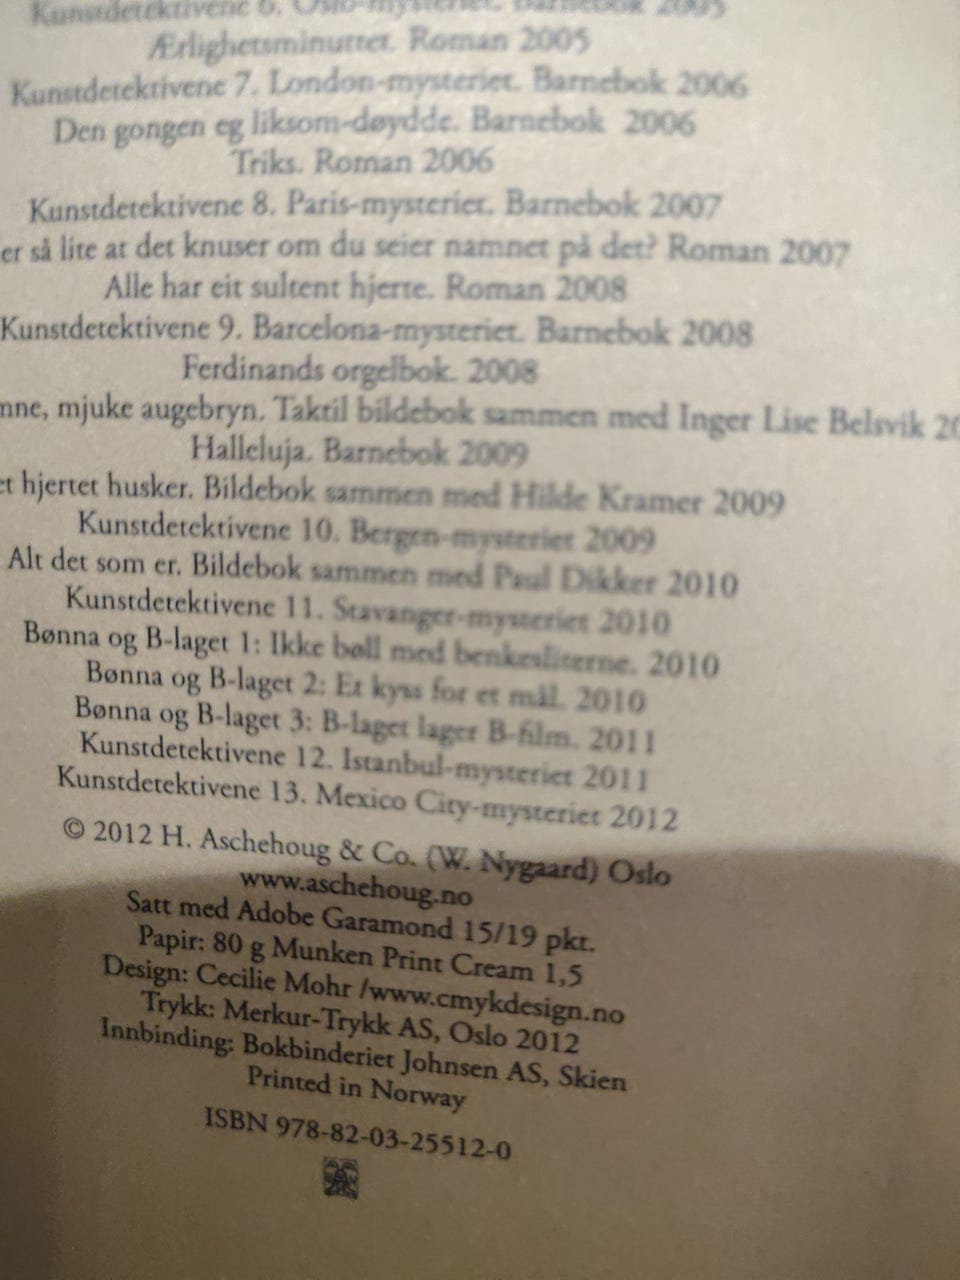 Kunstdetektivene 6. Oslo-mysteriet. Barnebok 2005
Ærlighetsminuttet. Roman 2005
Kunstdetektivene 7. London-mysteriet. Barnebok 2006
Den gongen eg liksom-døydde. Barnebok 2006
Triks. Roman 2006
Kunstdetektivene 8. Paris-mysteriet. Barnebok 2007
er så lite at det knuser om du seier namnet på det? Roman 2007
Alle har eit sultent hjerte. Roman 2008
Kunstdetektivene 9. Barcelona-mysteriet. Barnebok 2008
Ferdinands orgelbok. 2008
mjuke augebryn. Taktil bildebok sammen med Inger Lise Belsvik
Halleluja. Barnebok 2009
hjertet husker. Bildebok sammen med Hilde Kramer 2009
Kunstdetektivene 10. Bergen-mysteriet 2009
Alt det som er. Bildebok sammen med Paul Dikker 2010
Kunstdetektivene 11. Stavanger-mysteriet 2010
Bønna og B-laget 1: Ikke bøll med benkesliterne. 2010
Bønna og B-laget 2: Et kyss for et mål. 2010
Bønna og B-laget 3: B-laget lager B-film. 2011
Kunstdetektivene 12. Istanbul-mysteriet 2011
Kunstdetektivene 13. Mexico City-mysteriet 2012
© 2012 H. Aschehoug & Co. (W. Nygaard) Oslo
www.aschehoug.no
Satt med Adobe Garamond 15/19 pkt.
Papir: 80 g Munken Print Cream 1,5
Design: Cecilie Mohr /www.cmykdesign.no
Trykk: Merkur-Trykk AS, Oslo 2012
Innbinding: Bokbinderiet Johnsen AS, Skien
Printed in Norway
ISBN 978-82-03-25512-0